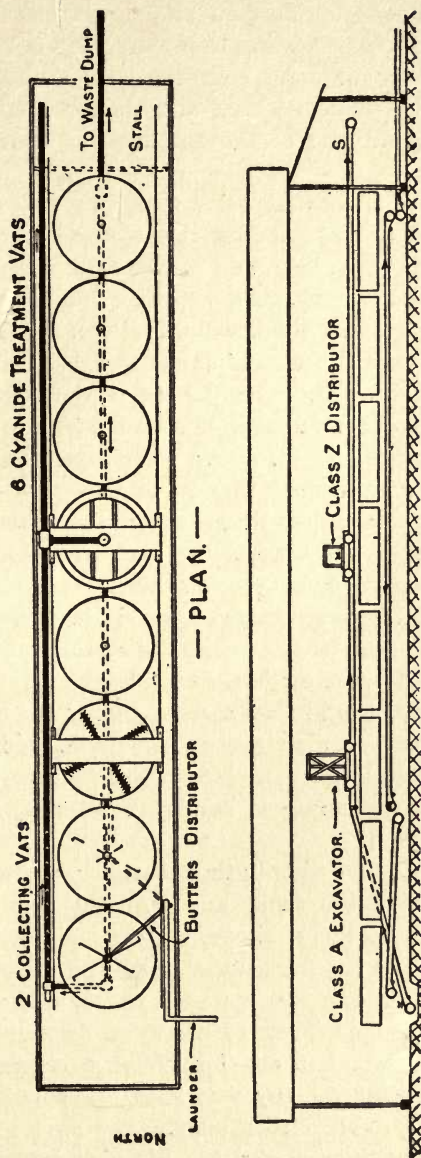 TO WASTE DUMP
STALL
6 CYANIDE TREATMENT VATS
— PLAN. —
2 COLLECTING VATS
BUTTERS DISTRIBUTOR
LAUNDER
NORTH
S
CLASS Z DISTRIBUTOR
CLASS A EXCAVATOR.